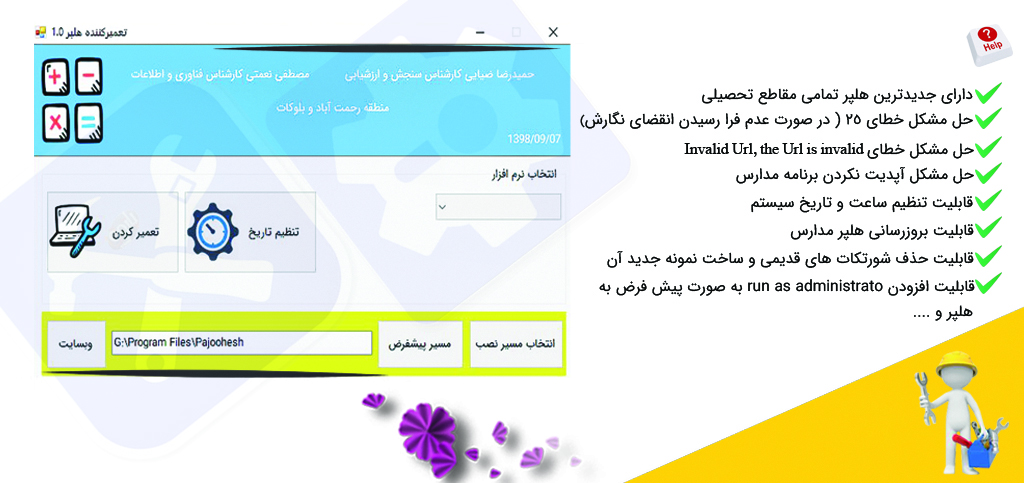 تعمیرکننده هلپر 1.0
حمیدرضا ضیایی کارشناس سنجش و ارزشیابی
مصطفی نعمتی کارشناس فناوری و اطلاعات
منطقه رحمت آباد و بلوکات
1398/09/07
انتخاب نرم افزار
تنظیم تاریخ
تعمیر کردن
انتخاب مسیر نصب
مسیر پیشفرض
G:\Program Files\Pajoohesh
وبسایت
?
Help
دارای جدیدترین هلپر تمامی مقاطع تحصیلی
حل مشکل خطای ۲۵ ( در صورت عدم فرا رسیدن انقضای نگارش)
حل مشکل خطای Invalid Url, the Url is invalid
حل مشکل آپدیت نکردن برنامه مدارس
قابلیت تنظیم ساعت و تاریخ سیستم
قابلیت بروزرسانی هلپر مدارس
قابلیت حذف شورتکات های قدیمی و ساخت نمونه جدید آن
قابلیت افزودن run as administrato به صورت پیش فرض به
هلپر و ....